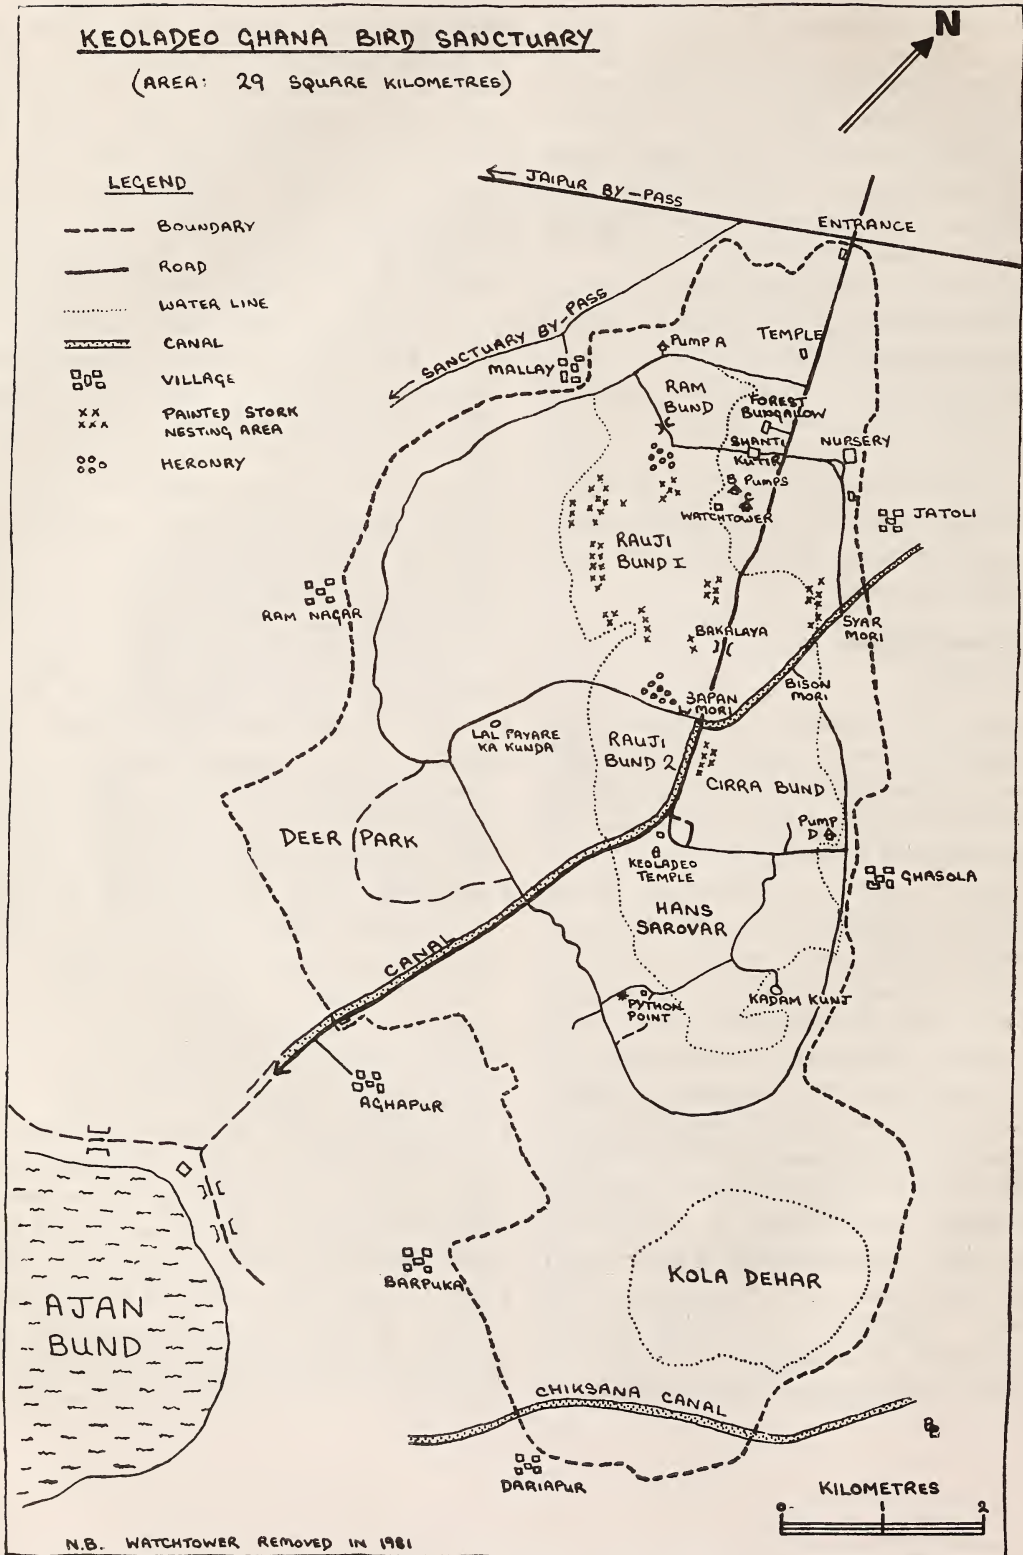 KEOLADEO GHANA BIRD SANCTUARY
(AREA: 29 SQUARE KILOMETRES)
N
LEGEND
BOUNDARY
ROAD
WATER LINE
CANAL
VILLAGE
PAINTED STORK
NESTING AREA
HERONRY
JAIPUR BY-PASS
ENTRANCE
SANCTUARY BY-PASS
MALLAY
PUMP A
TEMPLE
RAM
BUND
FOREST
BUNGALLOW
SHANTI
KUTIR
NURSERY
B PUMPS
C
WATCHTOWER
JATOLI
RAUJI
BUND I
RAM NAGAR
BAKALAYA
SYAR
MORI
BISON
MORI
SAPAN
MORI
LAL PAYARE
KA KUNDA
RAUJI
BUND 2
CIRRA BUND
DEER PARK
PUMP
D
KEOLADEO
TEMPLE
GHASOLA
HANS
SAROVAR
CANAL
PYTHON
POINT
KADAM KUNJ
AGHAPUR
BARPUKA
KOLA DEHAR
AJAN
BUND
CHIKSANA CANAL
DARIAPUR
KILOMETRES
0 1 2
N.B. WATCHTOWER REMOVED IN 1981